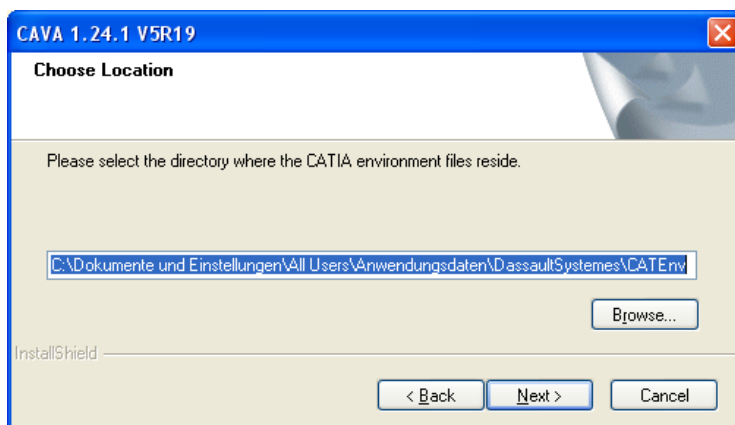 CAVA 1.24.1 V5R19
Choose Location
Please select the directory where the CATIA environment files reside.
C:\Dokumente und Einstellungen\All Users\Anwendungsdaten\DassaultSystemes\CATEnv
Browse...
InstallShield
< Back
Next >
Cancel